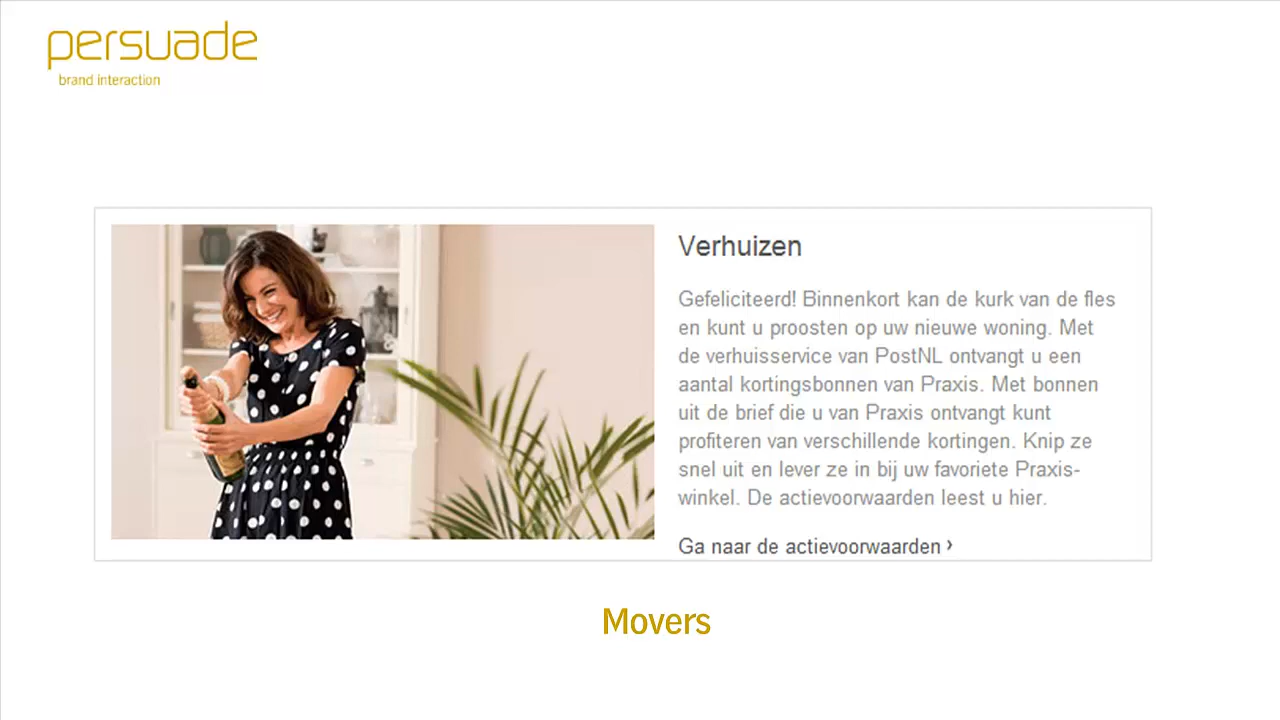 persuade
brand interaction
Verhuizen
Gefeliciteerd! Binnenkort kan de kurk van de fles
en kunt u proosten op uw nieuwe woning. Met
de verhuisservice van PostNL ontvangt u een
aantal kortingsbonnen van Praxis. Met bonnen
uit de brief die u van Praxis ontvangt kunt
profiteren van verschillende kortingen. Knip ze
snel uit en lever ze in bij uw favoriete Praxis-
winkel. De actievoorwaarden leest u hier.
Ga naar de actievoorwaarden ›
Movers